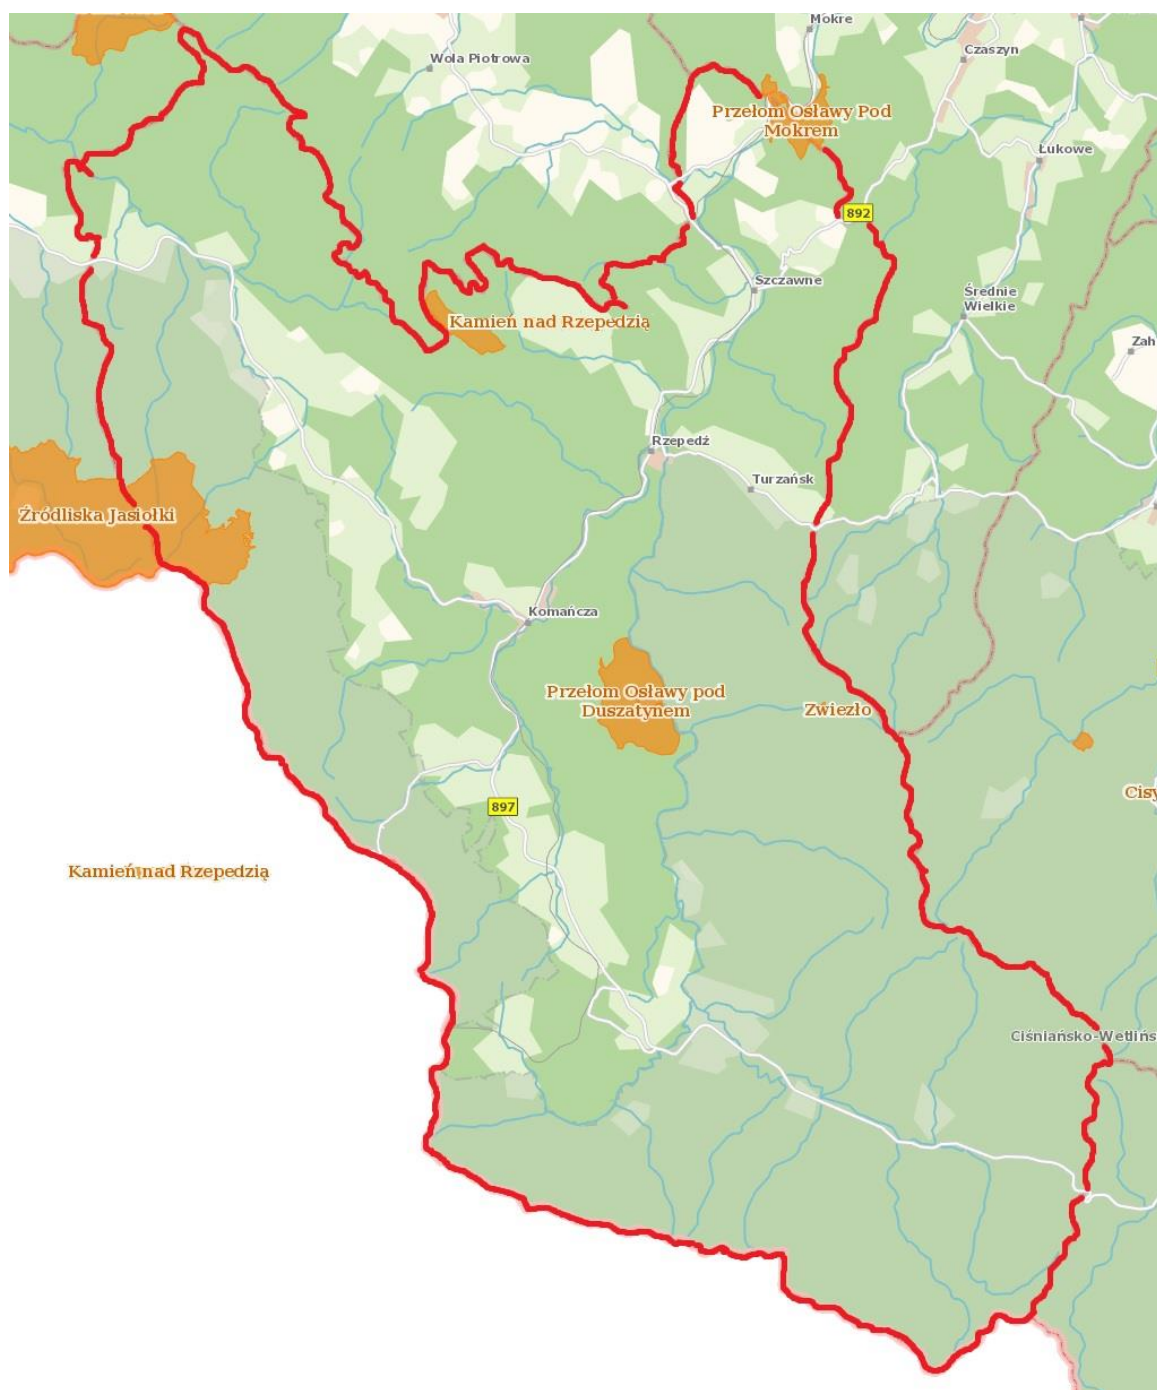 Mokre
Czaszyn
Wola Piotrowa
Przełom Osławy Pod
Mokrem
Łukowe
892
Szczawne
Średnie
Wielkie
Kamień nad Rzepedzią
Zah
Rzepedź
Turzańsk
Źródliska Jasiołki
Komańcza
Przełom Osławy pod
Duszatynem
Zwiezło
897
Cisy
Kamień nad Rzepedzią
Ciśniańsko-Wetlińs